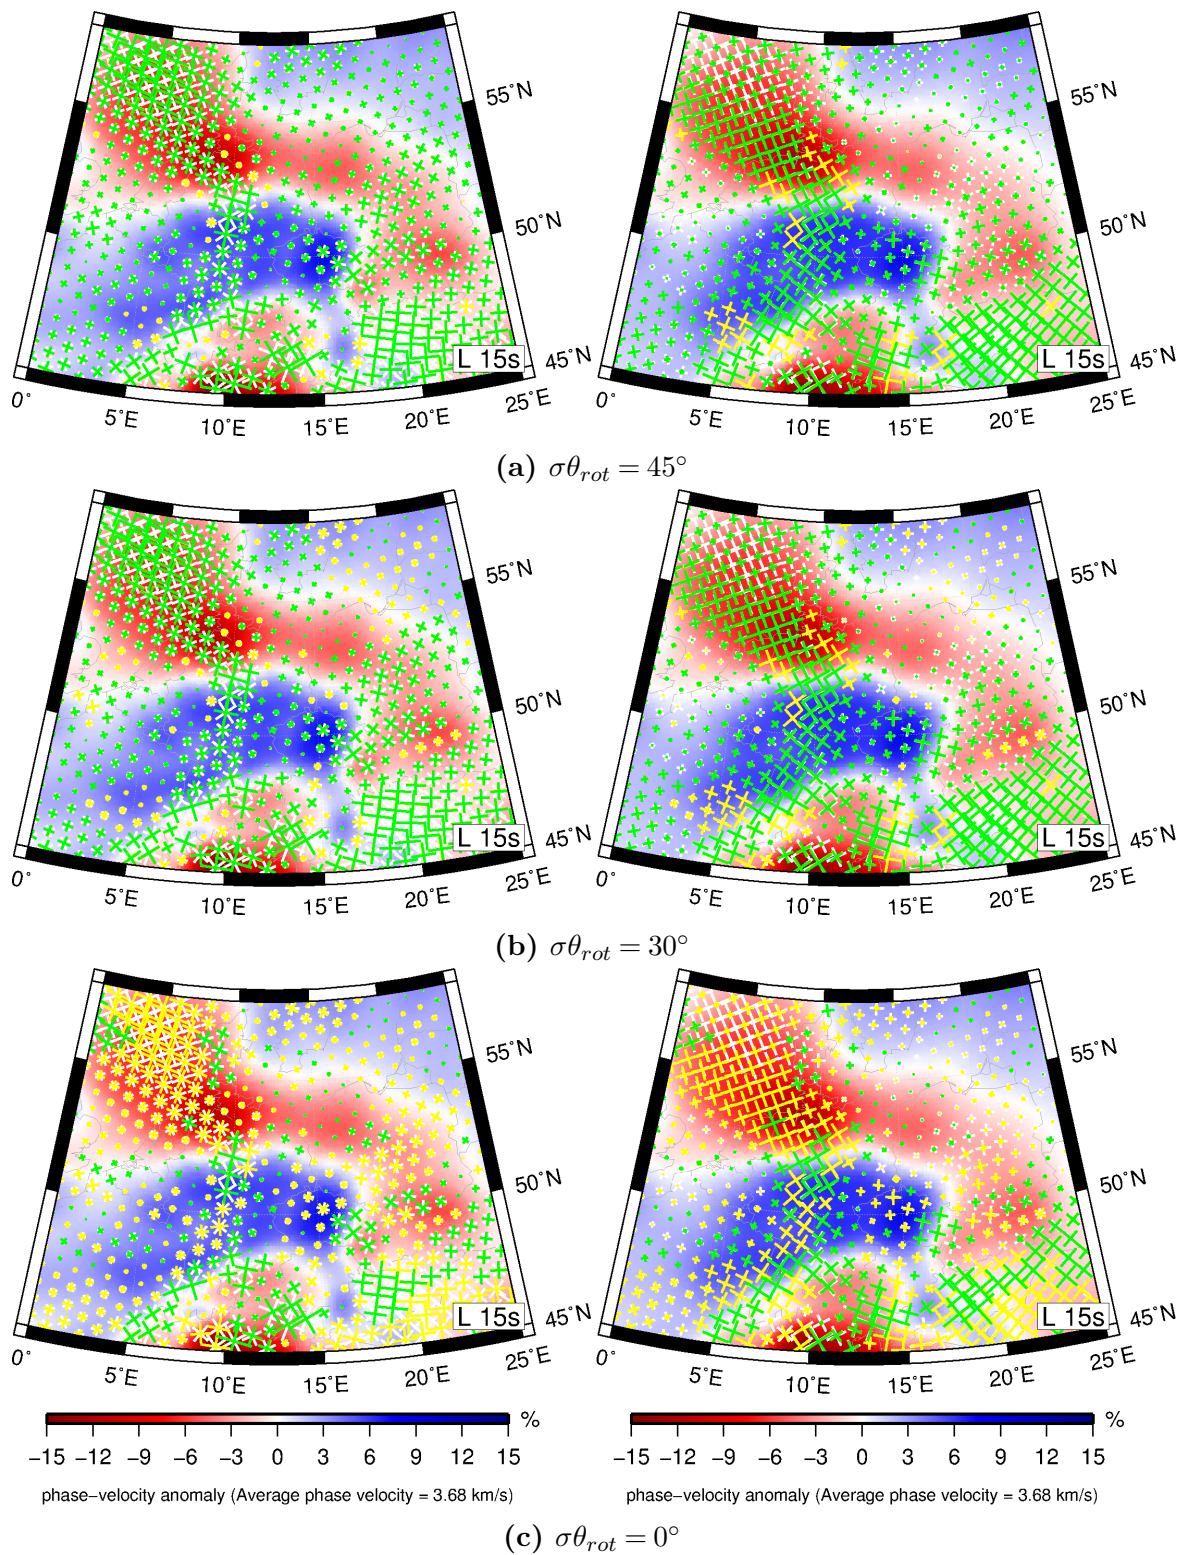 55°N
50°N
L 15s
45°N
0°
5°E
10°E
15°E
20°E
25°E
55°N
50°N
L 15s
45°N
0°
5°E
10°E
15°E
20°E
25°E
(a) σθrot = 45°
55°N
50°N
L 15s
45°N
0°
5°E
10°E
15°E
20°E
25°E
55°N
50°N
L 15s
45°N
0°
5°E
10°E
15°E
20°E
25°E
(b) σθrot = 30°
55°N
50°N
L 15s
45°N
0°
5°E
10°E
15°E
20°E
25°E
55°N
50°N
L 15s
45°N
0°
5°E
10°E
15°E
20°E
25°E
%
−15 −12 −9 −6 −3 0 3 6 9 12 15
phase−velocity anomaly (Average phase velocity = 3.68 km/s)
%
−15 −12 −9 −6 −3 0 3 6 9 12 15
phase−velocity anomaly (Average phase velocity = 3.68 km/s)
(c) σθrot = 0°